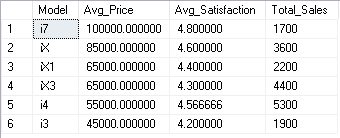 Model Avg_Price Avg_Satisfaction Total_Sales
1 i7 100000.000000 4.800000 1700
2 iX 85000.000000 4.600000 3600
3 iX1 65000.000000 4.400000 2200
4 iX3 65000.000000 4.300000 4400
5 i4 55000.000000 4.566666 5300
6 i3 45000.000000 4.200000 1900